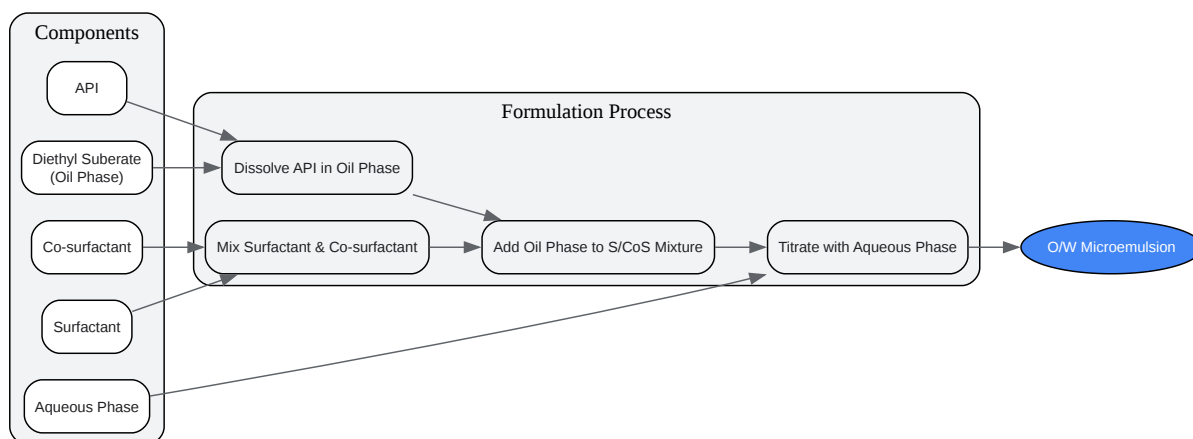 Components
API
Diethyl Suberate
(Oil Phase)
Co-surfactant
Surfactant
Aqueous Phase
Formulation Process
Dissolve API in Oil Phase
Mix Surfactant & Co-surfactant
Add Oil Phase to S/CoS Mixture
Titrate with Aqueous Phase
O/W Microemulsion